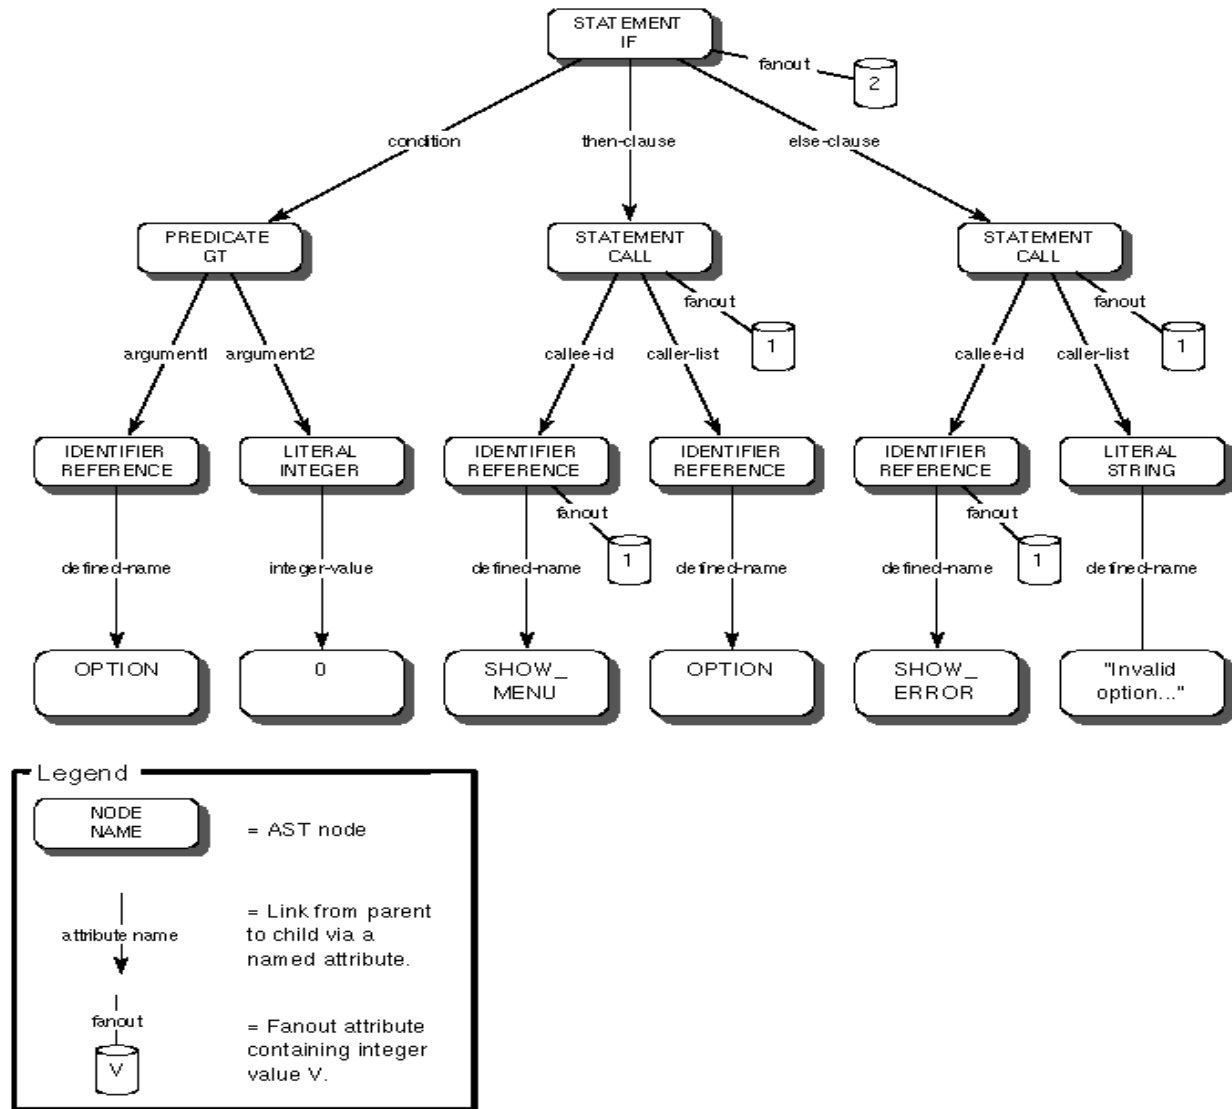 STATEMENT
IF
fanout
2
condition
then-clause
else-clause
PREDICATE
GT
STATEMENT
CALL
STATEMENT
CALL
fanout
1
fanout
1
argument1
argument2
callee-id
caller-list
callee-id
caller-list
IDENTIFIER
REFERENCE
LITERAL
INTEGER
IDENTIFIER
REFERENCE
IDENTIFIER
REFERENCE
IDENTIFIER
REFERENCE
LITERAL
STRING
fanout
1
fanout
1
defined-name
integer-value
defined-name
defined-name
defined-name
defined-name
OPTION
0
SHOW_
MENU
OPTION
SHOW_
ERROR
"Invalid
option..."
Legend
NODE
NAME
= AST node
attribute name
= Link from parent
to child via a
named attribute.
fanout
V
= Fanout attribute
containing integer
value V.